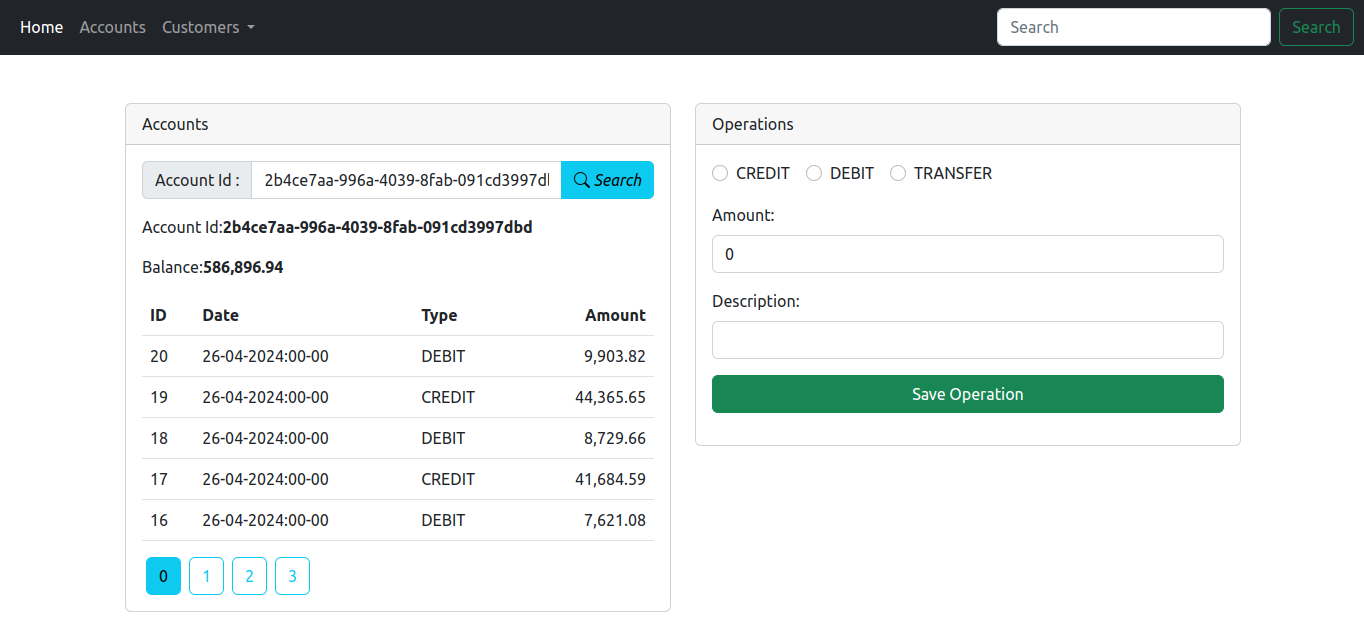 Home Accounts Customers Search Search
Accounts
Account Id : 2b4ce7aa-996a-4039-8fab-091cd3997dl Search
Account Id:2b4ce7aa-996a-4039-8fab-091cd3997dbd
Balance:586,896.94
ID Date Type Amount
20 26-04-2024:00-00 DEBIT 9,903.82
19 26-04-2024:00-00 CREDIT 44,365.65
18 26-04-2024:00-00 DEBIT 8,729.66
17 26-04-2024:00-00 CREDIT 41,684.59
16 26-04-2024:00-00 DEBIT 7,621.08
0 1 2 3
Operations
CREDIT DEBIT TRANSFER
Amount:
0
Description:
Save Operation